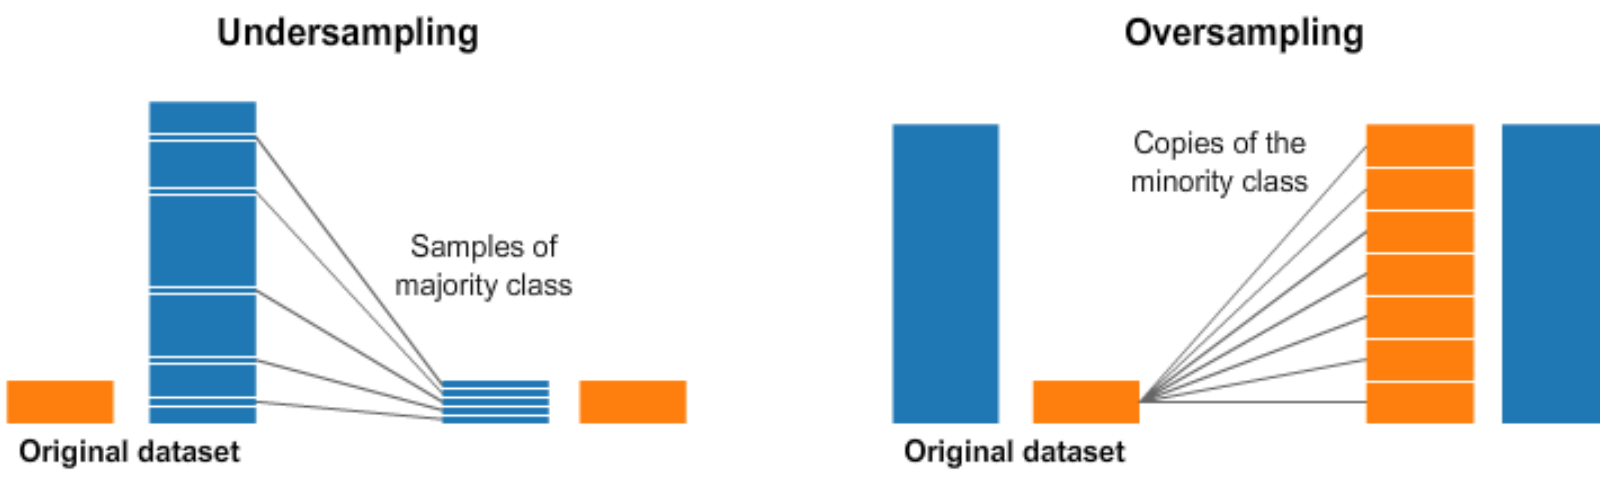 Undersampling
Samples of
majority class
Original dataset
Oversampling
Copies of the
minority class
Original dataset